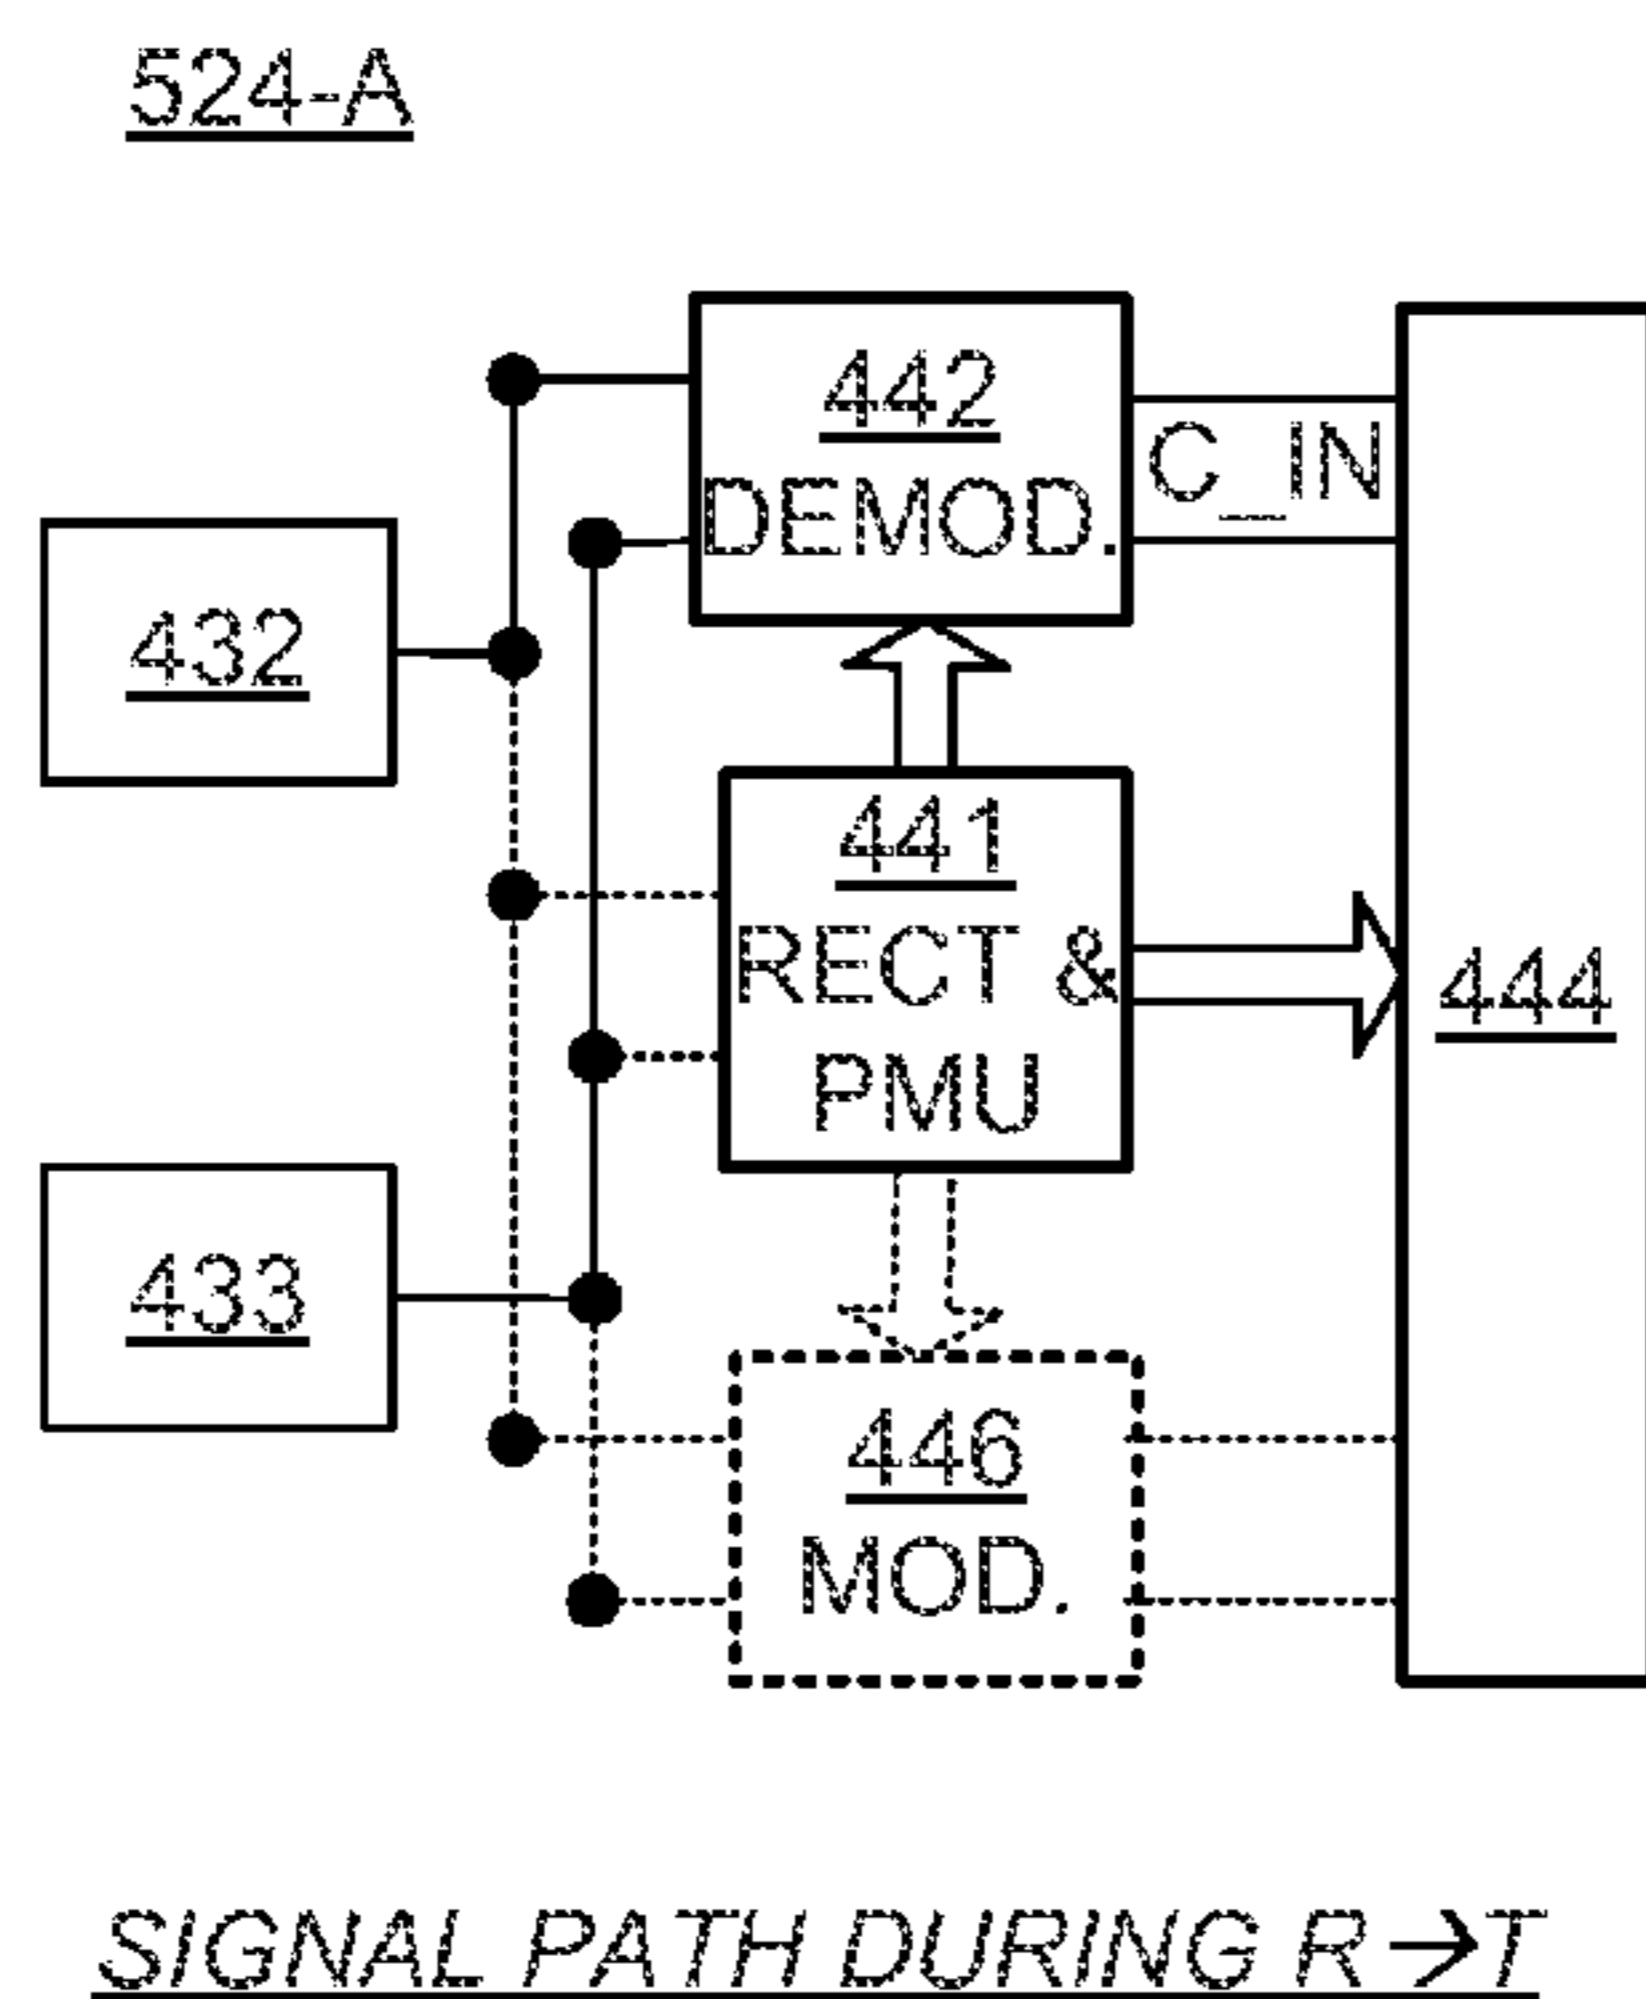 524-A
442
DEMOD.
C_IN
432
441
RECT &
PMU
444
433
446
MOD.
SIGNAL PATH DURING R→T